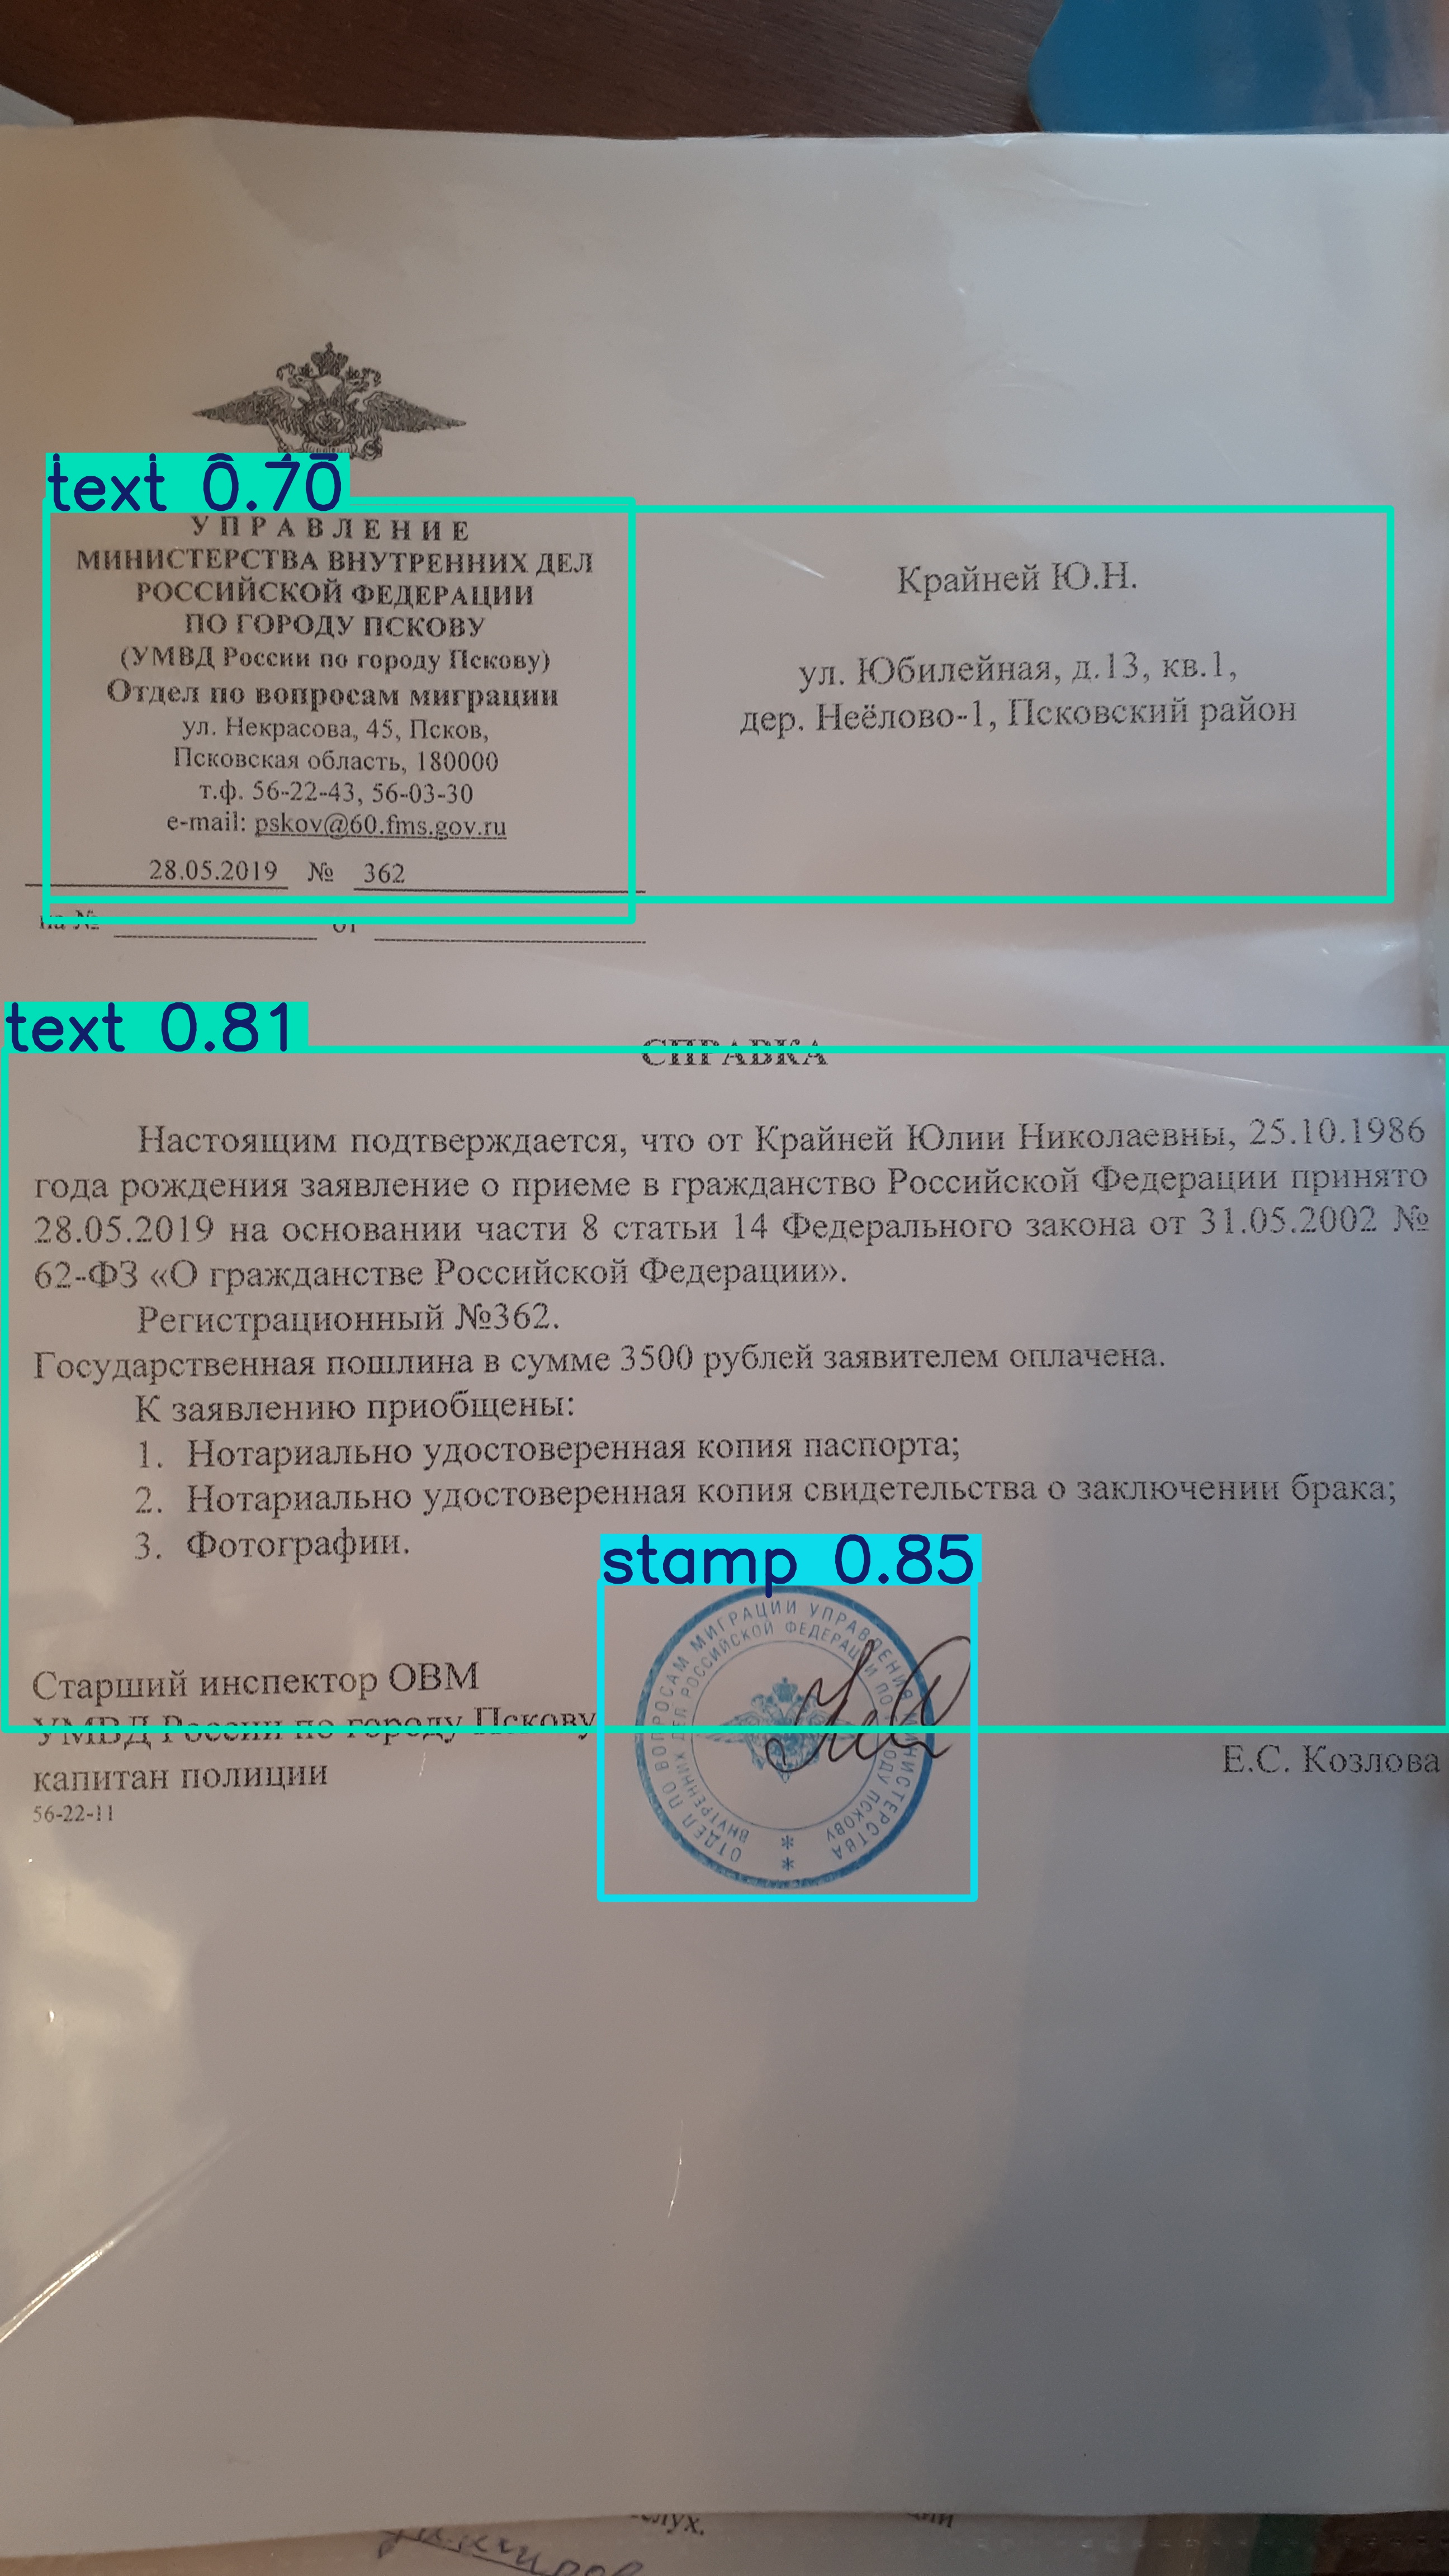 text 0.70
УПРАВЛЕНИЕ
МИНИСТЕРСТВА ВНУТРЕННИХ ДЕЛ
РОССИЙСКОЙ ФЕДЕРАЦИИ
ПО ГОРОДУ ПСКОВУ
(УМВД России по городу Пскову)
Отдел по вопросам миграции
ул. Некрасова, 45, Псков,
Псковская область, 180000
т.ф. 56-22-43, 56-03-30
e-mail: pskov@60.fms.gov.ru
28.05.2019 № 362
на № от
Крайней Ю.Н.
ул. Юбилейная, д.13, кв.1,
дер. Неёлово-1, Псковский район
text 0.81
СПРАВКА
Настоящим подтверждается, что от Крайней Юлии Николаевны, 25.10.1986
года рождения заявление о приеме в гражданство Российской Федерации принято
28.05.2019 на основании части 8 статьи 14 Федерального закона от 31.05.2002 №
62-ФЗ «О гражданстве Российской Федерации».
Регистрационный №362.
Государственная пошлина в сумме 3500 рублей заявителем оплачена.
К заявлению приобщены:
1. Нотариально удостоверенная копия паспорта;
2. Нотариально удостоверенная копия свидетельства о заключении брака;
3. Фотографии.
stamp 0.85
ОТДЕЛ ПО ВОПРОСАМ МИГРАЦИИ УПРАВЛЕНИЯ МИНИСТЕРСТВА
ВНУТРЕННИХ ДЕЛ РОССИЙСКОЙ ФЕДЕРАЦИИ ПО ГОРОДУ ПСКОВУ
Старший инспектор ОВМ
УМВД России по городу Пскову
капитан полиции
Е.С. Козлова
56-22-11